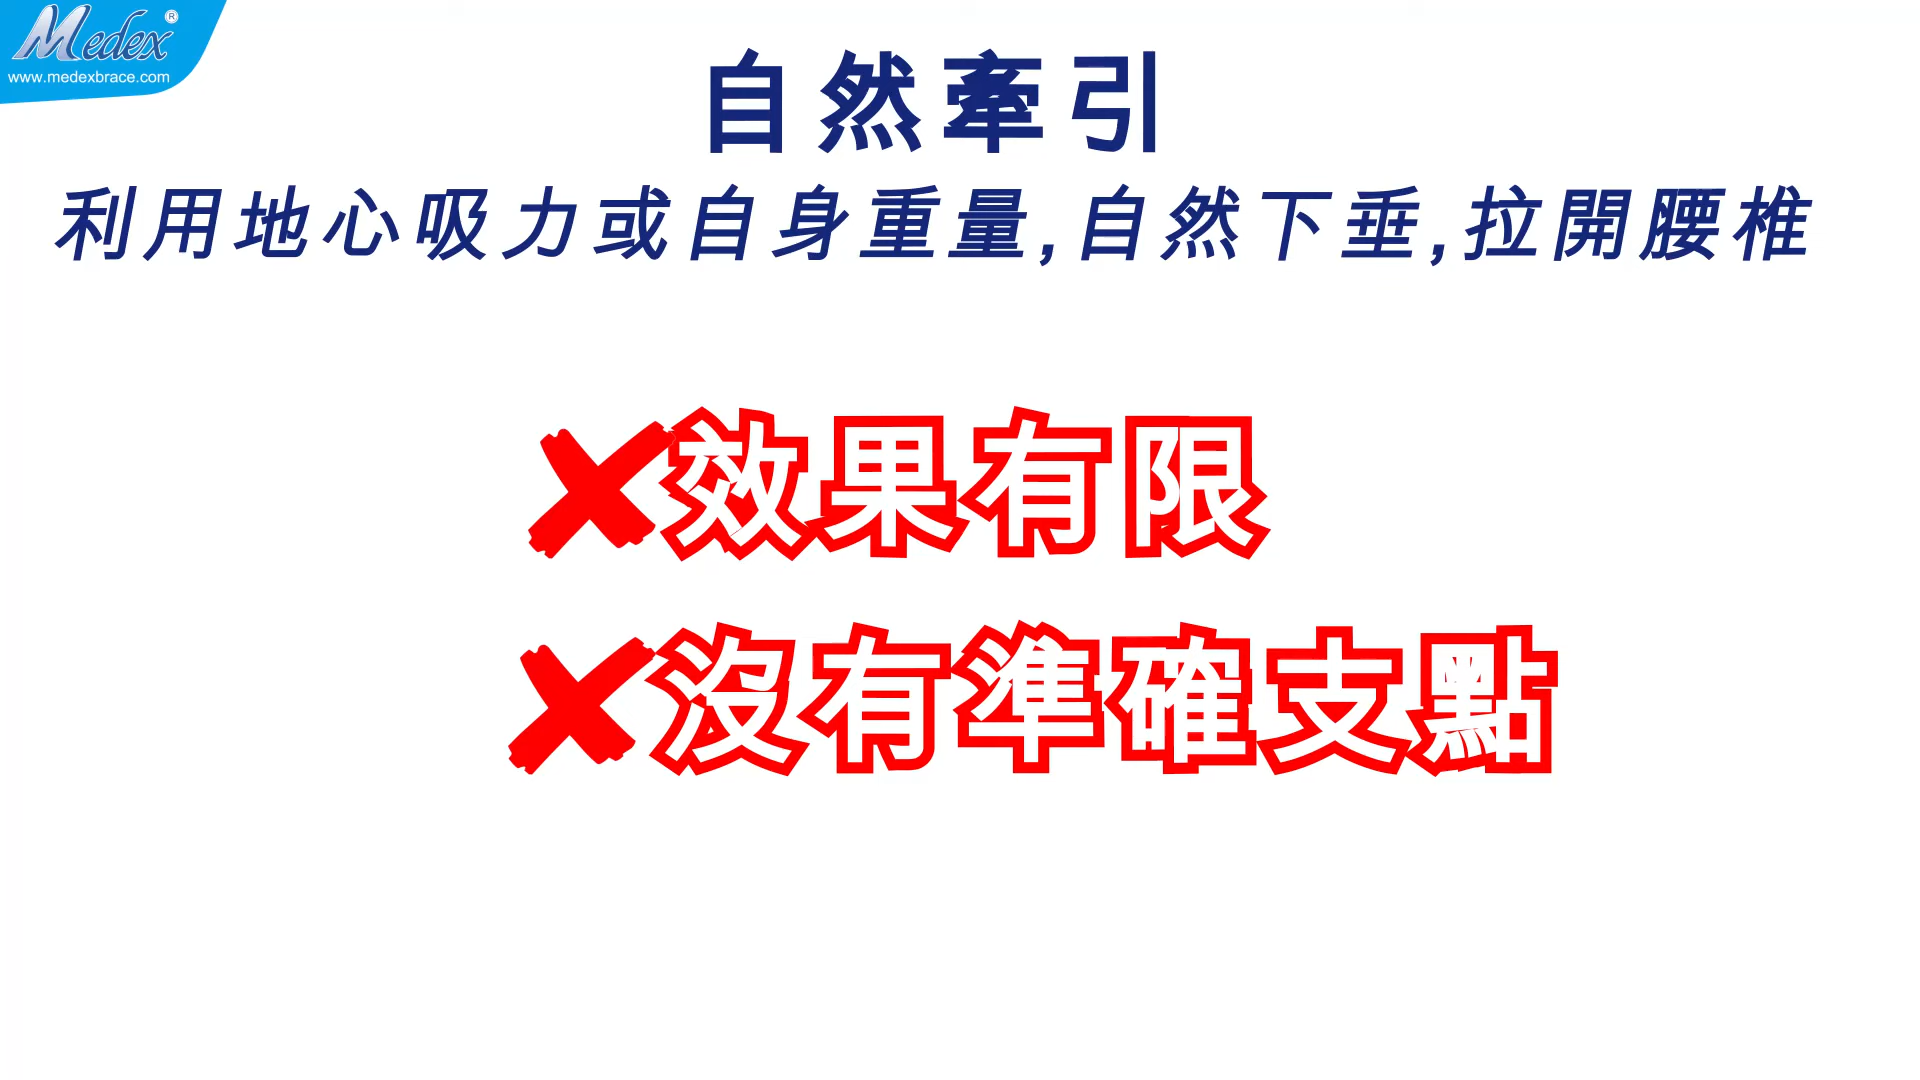 Medex®
www.medexbrace.com
自然牽引
利用地心吸力或自身重量,自然下垂,拉開腰椎
✘效果有限
✘沒有準確支點